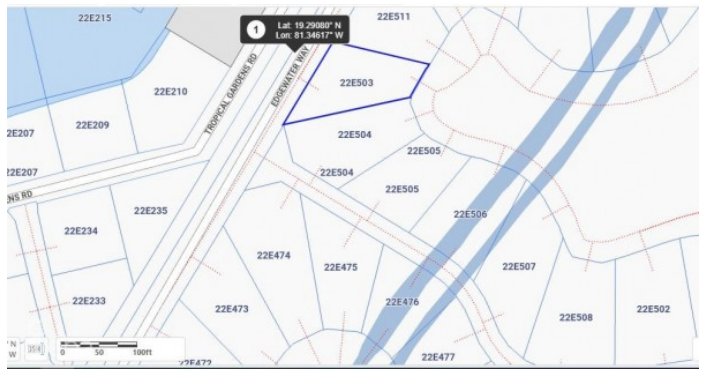 22E215
22E511
1
Lat: 19.29080° N
Lon: 81.34617° W
EDGEWATER WAY
TROPICAL GARDENS RD
22E503
22E210
22E209
2E207
22E504
22E505
22E207
22E504
22E505
ENS RD
22E235
22E234
22E506
22E474
22E475
22E507
22E233
22E473
22E476
22E508
22E502
° N
W
0 50 100ft
22E472
22E477